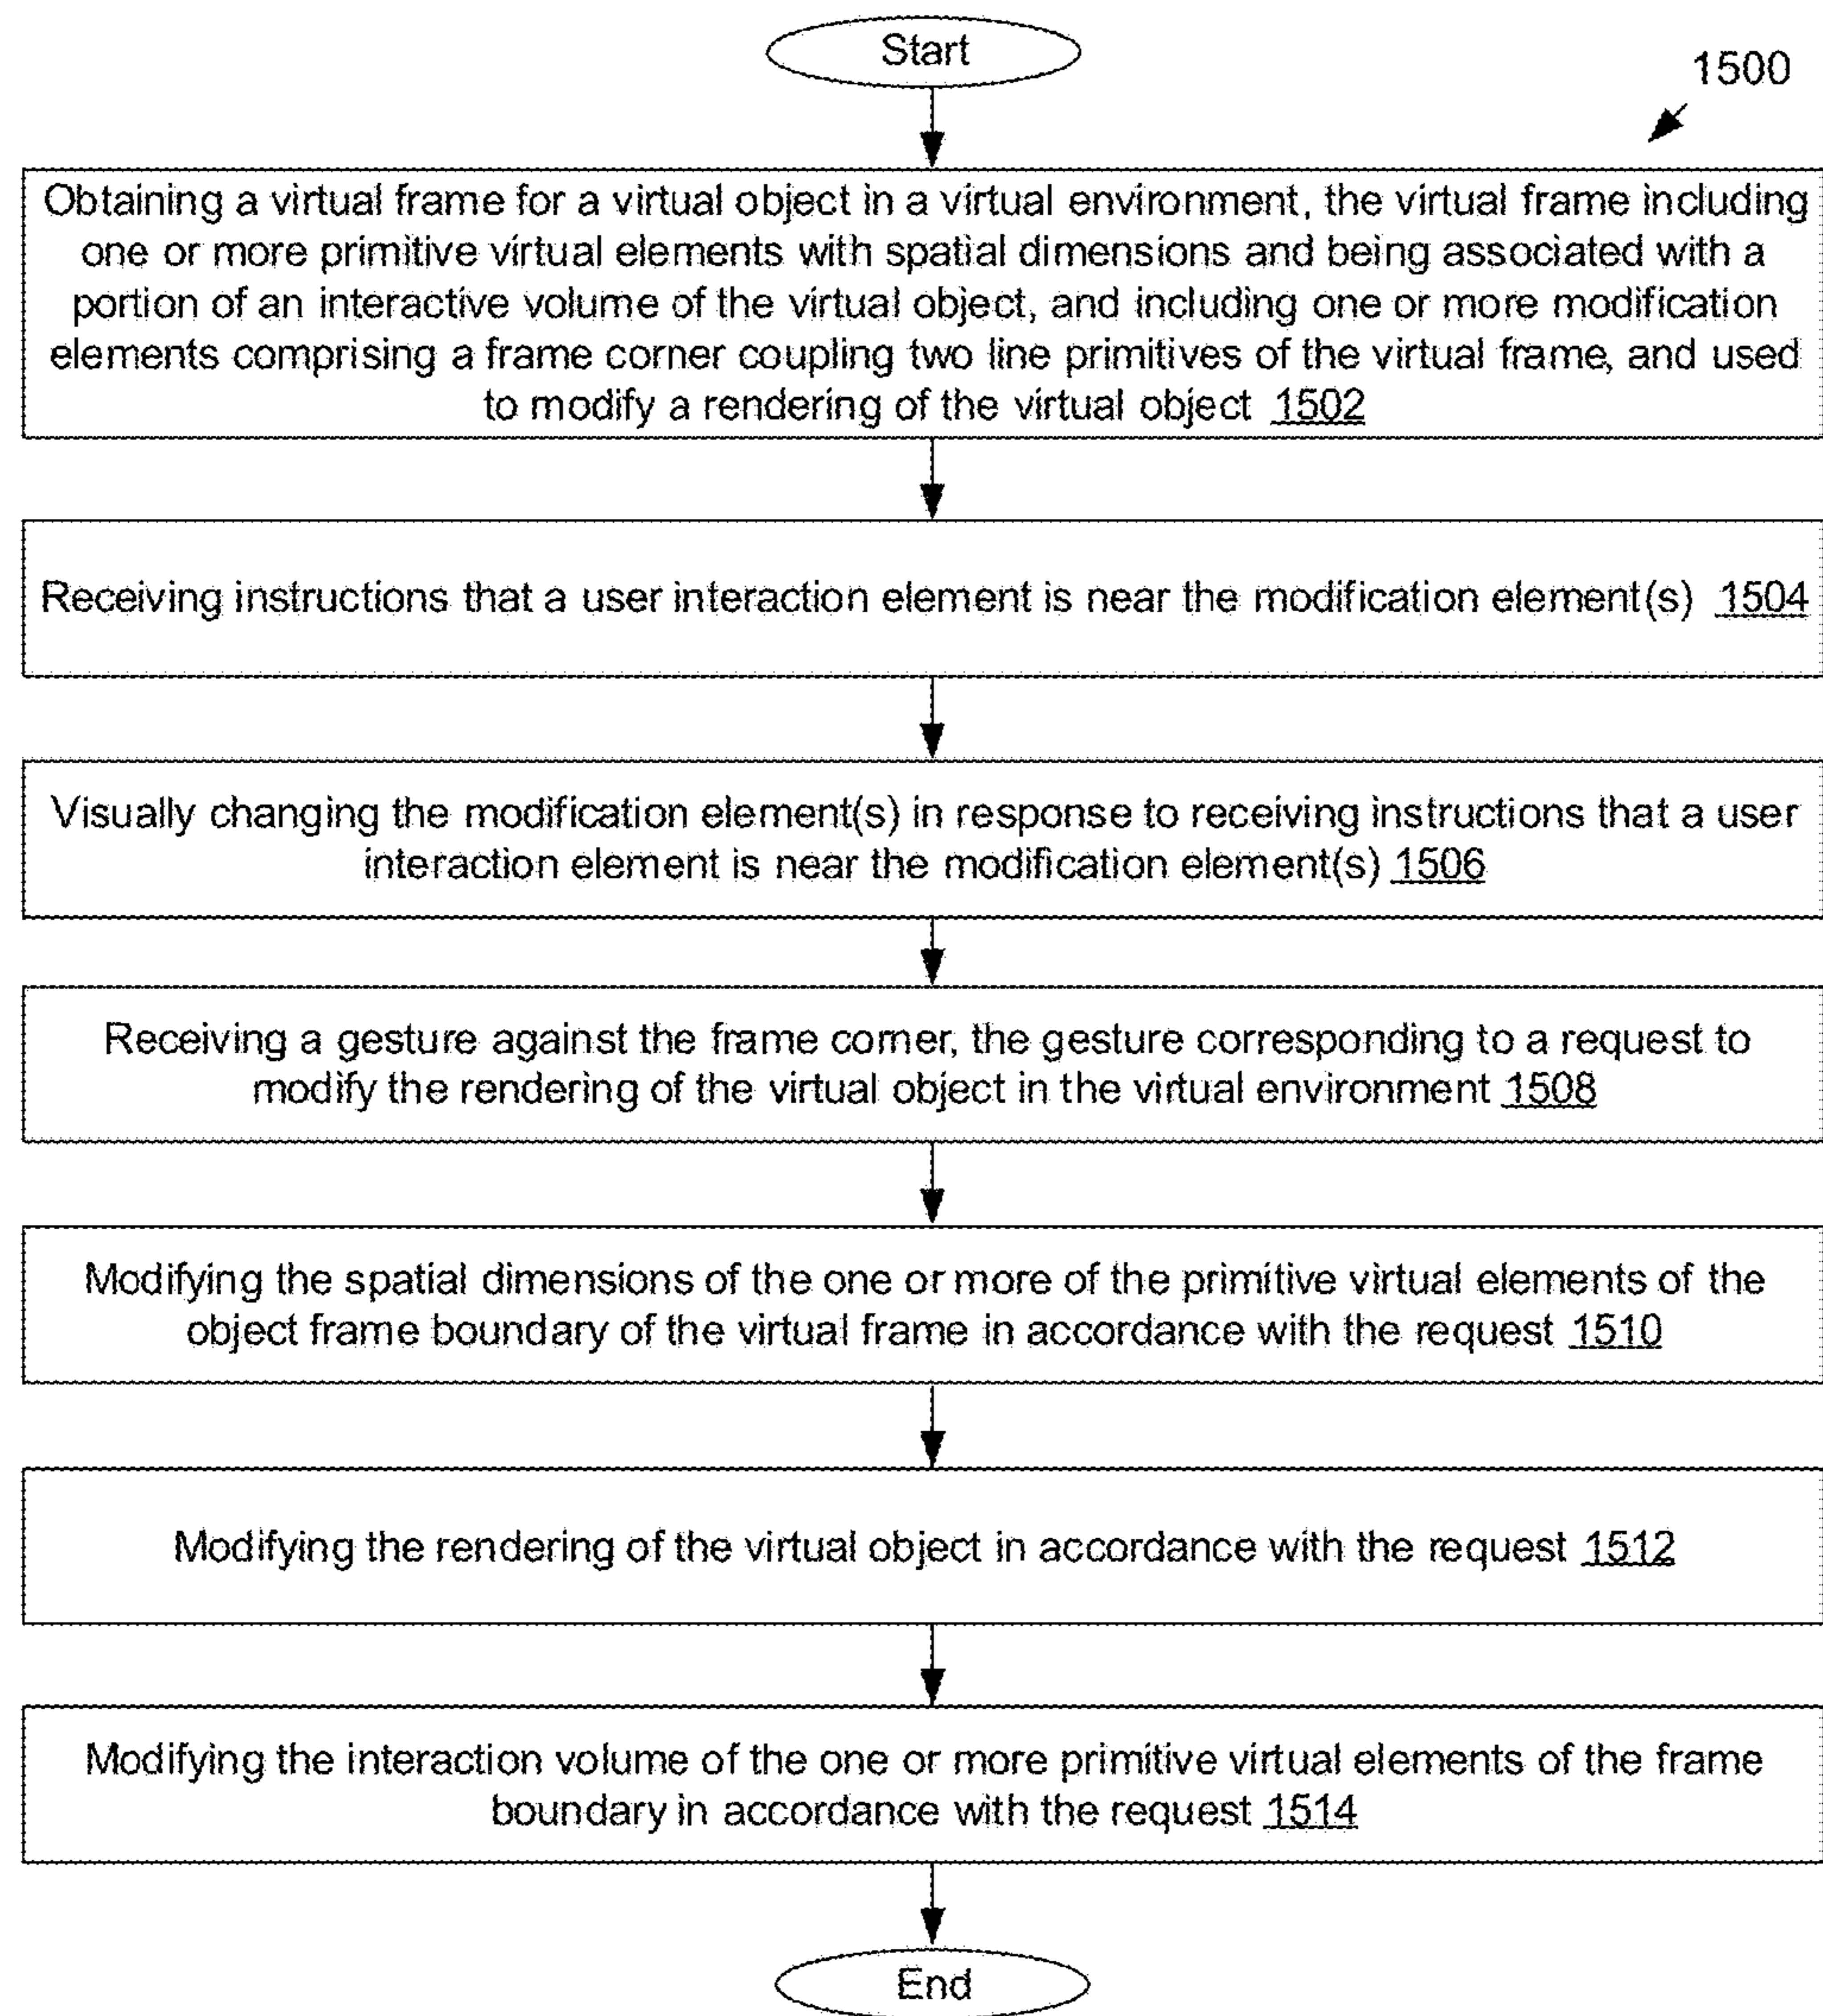 Start
1500
Obtaining a virtual frame for a virtual object in a virtual environment, the virtual frame including
one or more primitive virtual elements with spatial dimensions and being associated with a
portion of an interactive volume of the virtual object, and including one or more modification
elements comprising a frame corner coupling two line primitives of the virtual frame, and used
to modify a rendering of the virtual object 1502
Receiving instructions that a user interaction element is near the modification element(s) 1504
Visually changing the modification element(s) in response to receiving instructions that a user
interaction element is near the modification element(s) 1506
Receiving a gesture against the frame corner, the gesture corresponding to a request to
modify the rendering of the virtual object in the virtual environment 1508
Modifying the spatial dimensions of the one or more of the primitive virtual elements of the
object frame boundary of the virtual frame in accordance with the request 1510
Modifying the rendering of the virtual object in accordance with the request 1512
Modifying the interaction volume of the one or more primitive virtual elements of the frame
boundary in accordance with the request 1514
End